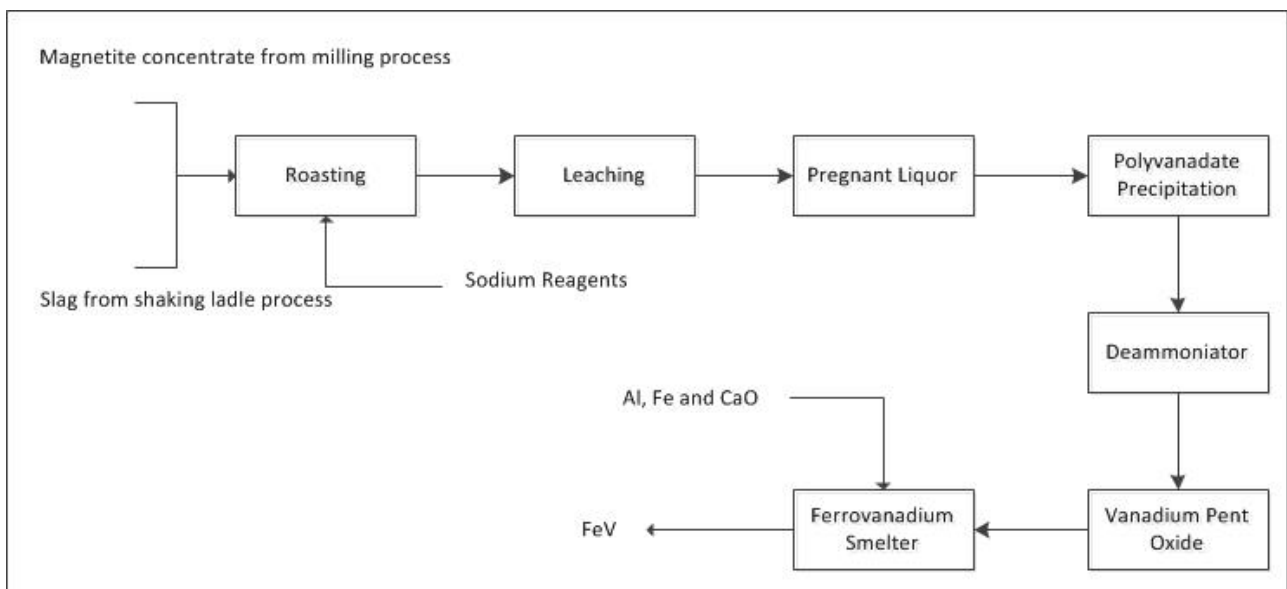 Magnetite concentrate from milling process
Roasting
Leaching
Pregnant Liquor
Polyvanadate
Precipitation
Sodium Reagents
Slag from shaking ladle process
Deammoniator
Al, Fe and CaO
Vanadium Pent
Oxide
Ferrovanadium
Smelter
FeV